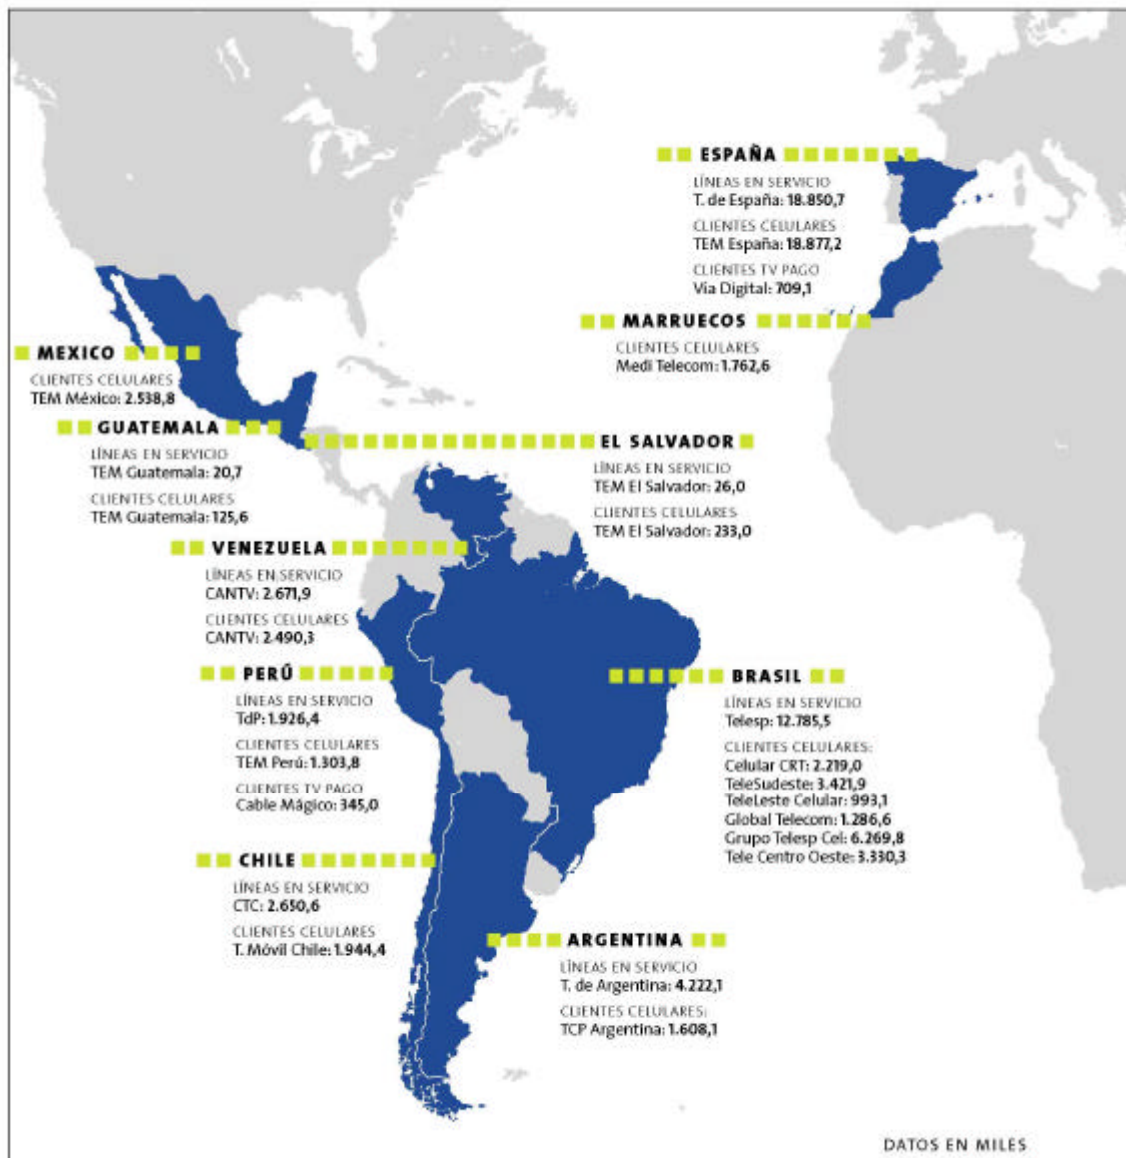 ESPAÑA
LÍNEAS EN SERVICIO
T. de España: 18.850,7
CLIENTES CELULARES
TEM España: 18.877,2
CLIENTES TV PAGO
Via Digital: 709,1
MARRUECOS
CLIENTES CELULARES
Medi Telecom: 1.762,6
MEXICO
CLIENTES CELULARES
TEM México: 2.538,8
GUATEMALA
LÍNEAS EN SERVICIO
TEM Guatemala: 20,7
CLIENTES CELULARES
TEM Guatemala: 125,6
EL SALVADOR
LÍNEAS EN SERVICIO
TEM El Salvador: 26,0
CLIENTES CELULARES
TEM El Salvador: 233,0
VENEZUELA
LÍNEAS EN SERVICIO
CANTV: 2.671,9
CLIENTES CELULARES
CANTV: 2.490,3
PERÚ
LÍNEAS EN SERVICIO
TdP: 1.926,4
CLIENTES CELULARES
TEM Perú: 1.303,8
CLIENTES TV PAGO
Cable Mágico: 345,0
BRASIL
LÍNEAS EN SERVICIO
Telesp: 12.785,5
CLIENTES CELULARES:
Celular CRT: 2.219,0
TeleSudeste: 3.421,9
TeleLeste Celular: 993,1
Global Telecom: 1.286,6
Grupo Telesp Cel: 6.269,8
Tele Centro Oeste: 3.330,3
CHILE
LÍNEAS EN SERVICIO
CTC: 2.650,6
CLIENTES CELULARES
T. Móvil Chile: 1.944,4
ARGENTINA
LÍNEAS EN SERVICIO
T. de Argentina: 4.222,1
CLIENTES CELULARES:
TCP Argentina: 1.608,1
DATOS EN MILES